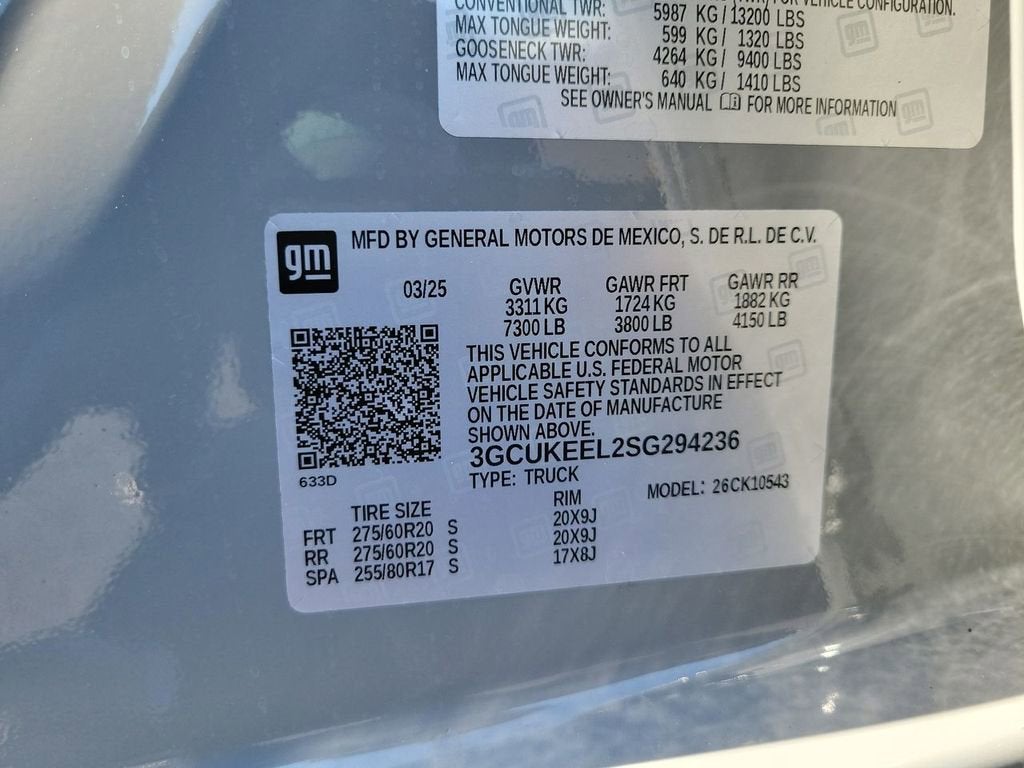 (TWR) FOR VEHICLE CONFIGURATION.
CONVENTIONAL TWR: 5987 KG/13200 LBS
MAX TONGUE WEIGHT: 599 KG/ 1320 LBS
GOOSENECK TWR: 4264 KG/ 9400 LBS
MAX TONGUE WEIGHT: 640 KG/ 1410 LBS
SEE OWNER'S MANUAL FOR MORE INFORMATION
gm MFD BY GENERAL MOTORS DE MEXICO, S. DE R.L. DE C.V.
03/25 GVWR GAWR FRT GAWR RR
3311 KG 1724 KG 1882 KG
7300 LB 3800 LB 4150 LB
THIS VEHICLE CONFORMS TO ALL
APPLICABLE U.S. FEDERAL MOTOR
VEHICLE SAFETY STANDARDS IN EFFECT
ON THE DATE OF MANUFACTURE
SHOWN ABOVE.
3GCUKEEL2SG294236
633D
TYPE: TRUCK MODEL: 26CK10543
TIRE SIZE RIM
FRT 275/60R20 S 20X9J
RR 275/60R20 S 20X9J
SPA 255/80R17 S 17X8J